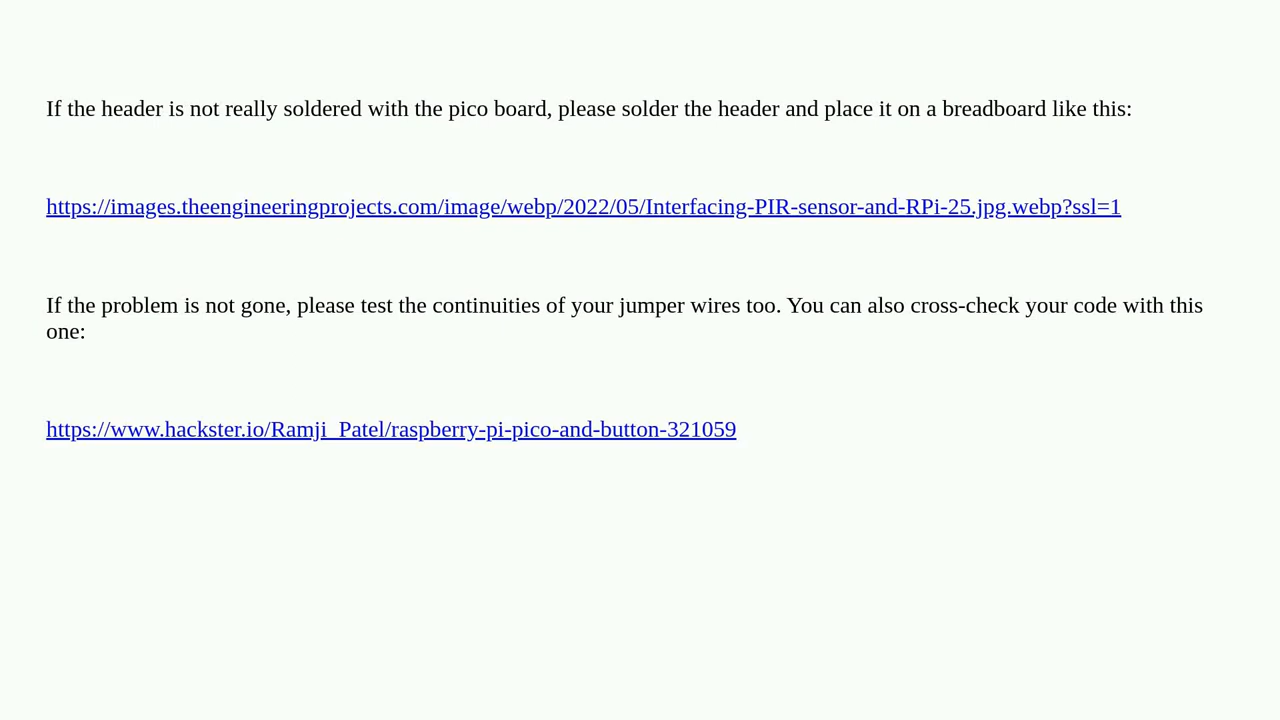 If the header is not really soldered with the pico board, please solder the header and place it on a breadboard like this:
https://images.theengineeringprojects.com/image/webp/2022/05/Interfacing-PIR-sensor-and-RPi-25.jpg.webp?ssl=1
If the problem is not gone, please test the continuities of your jumper wires too. You can also cross-check your code with this
one:
https://www.hackster.io/Ramji_Patel/raspberry-pi-pico-and-button-321059